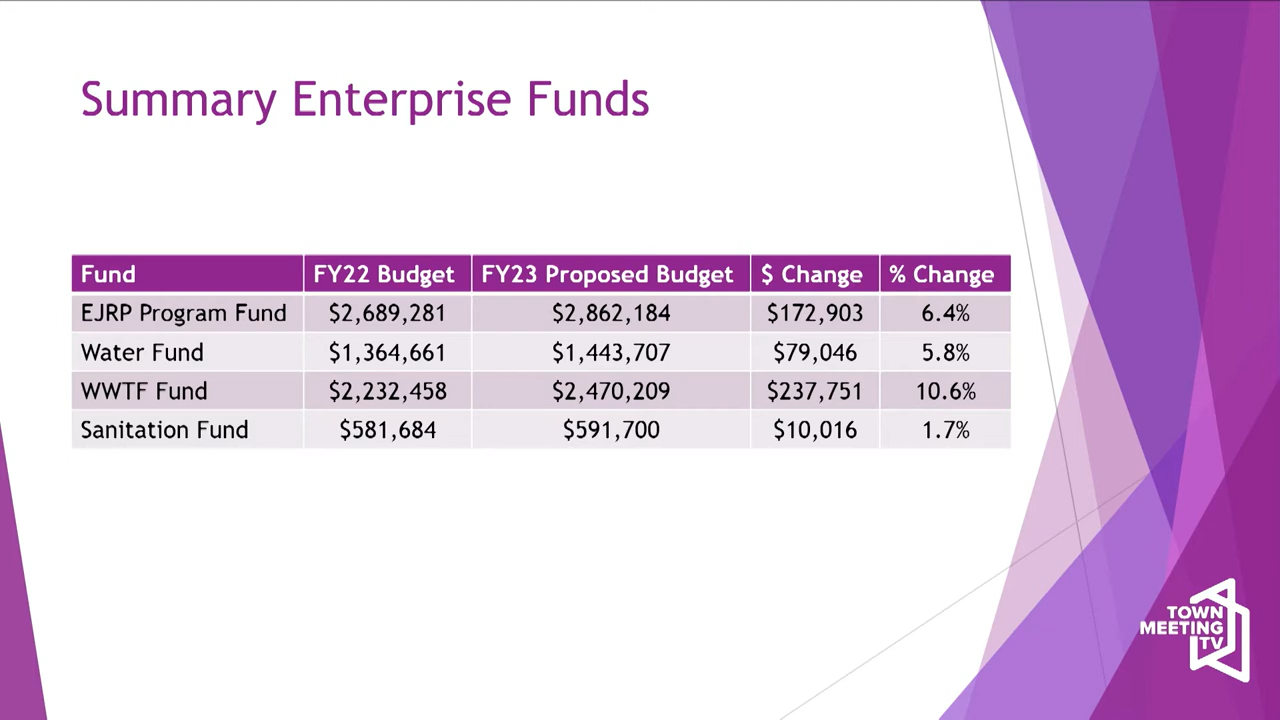 Summary Enterprise Funds
Fund FY22 Budget FY23 Proposed Budget $ Change % Change
EJRP Program Fund $2,689,281 $2,862,184 $172,903 6.4%
Water Fund $1,364,661 $1,443,707 $79,046 5.8%
WWTF Fund $2,232,458 $2,470,209 $237,751 10.6%
Sanitation Fund $581,684 $591,700 $10,016 1.7%
TOWN
MEETING
TV